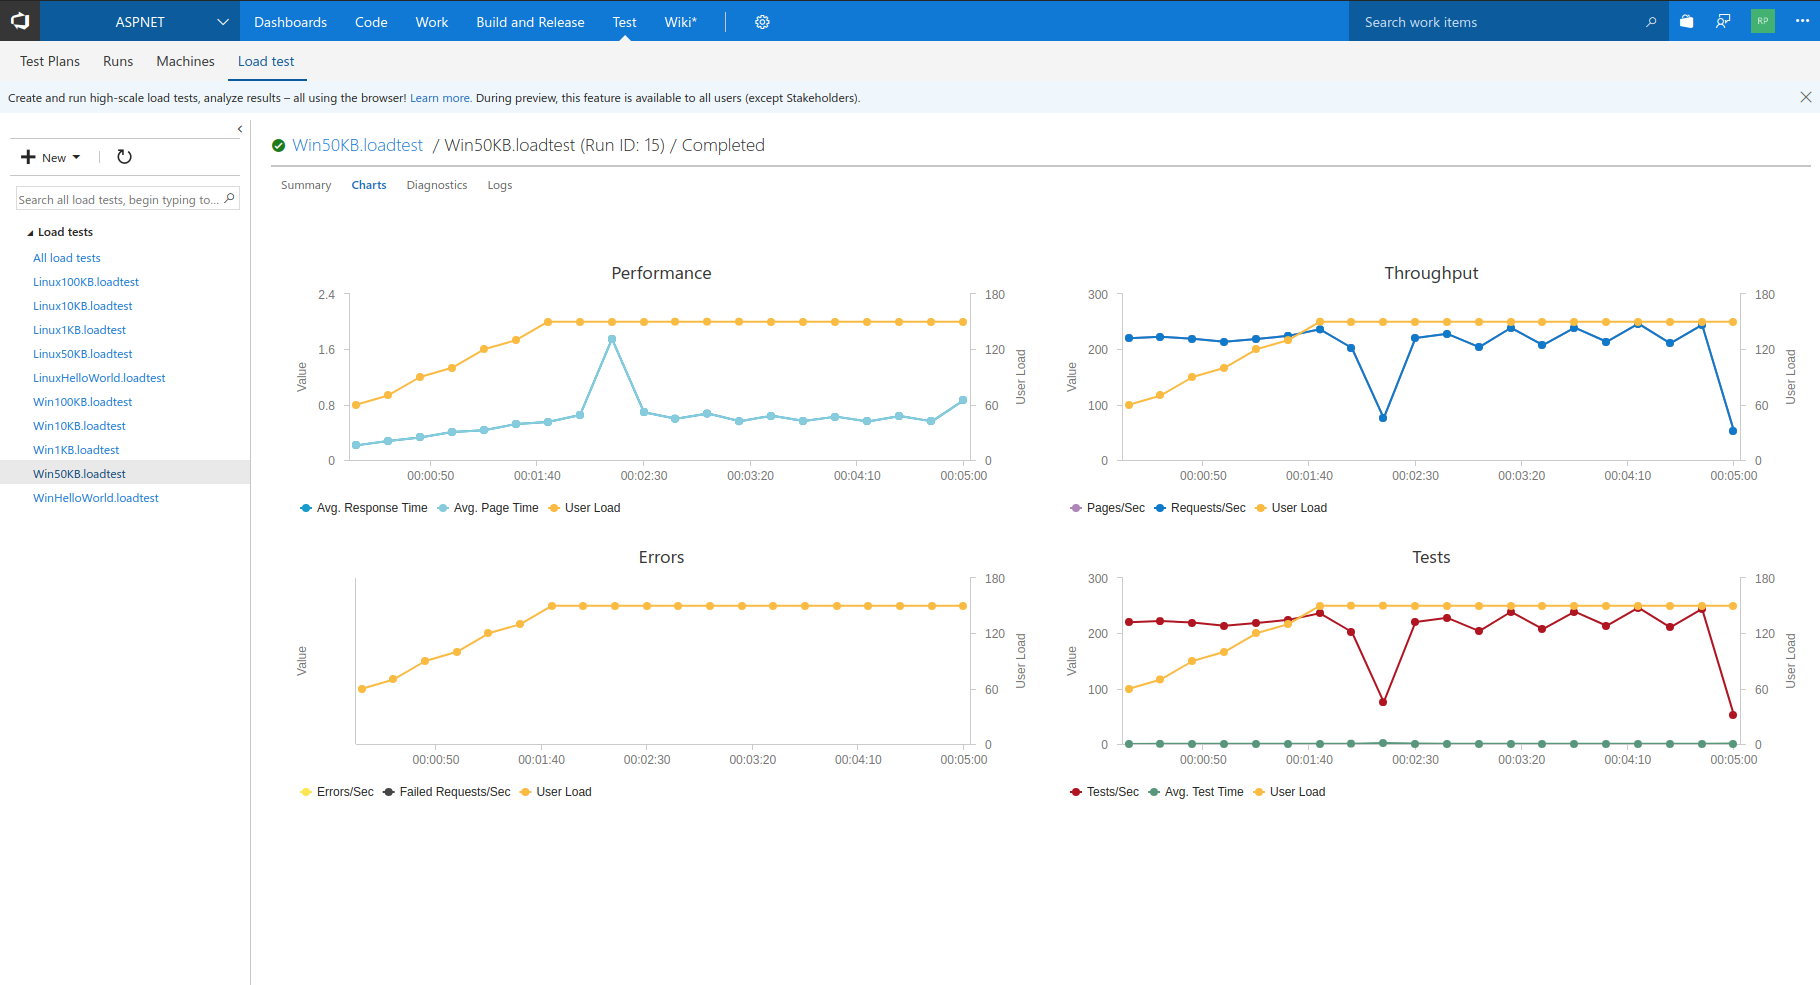 ASPNET Dashboards Code Work Build and Release Test Wiki* Search work items RP
Test Plans Runs Machines Load test
Create and run high-scale load tests, analyze results – all using the browser! Learn more. During preview, this feature is available to all users (except Stakeholders).
New
Search all load tests, begin typing to...
Load tests
All load tests
Linux100KB.loadtest
Linux10KB.loadtest
Linux1KB.loadtest
Linux50KB.loadtest
LinuxHelloWorld.loadtest
Win100KB.loadtest
Win10KB.loadtest
Win1KB.loadtest
Win50KB.loadtest
WinHelloWorld.loadtest
Win50KB.loadtest / Win50KB.loadtest (Run ID: 15) / Completed
Summary Charts Diagnostics Logs
Performance
2.4
1.6
0.8
0
Value
180
120
60
0
User Load
00:00:50 00:01:40 00:02:30 00:03:20 00:04:10 00:05:00
Avg. Response Time Avg. Page Time User Load
Throughput
300
200
100
0
Value
180
120
60
0
User Load
00:00:50 00:01:40 00:02:30 00:03:20 00:04:10 00:05:00
Pages/Sec Requests/Sec User Load
Errors
Value
180
120
60
0
User Load
00:00:50 00:01:40 00:02:30 00:03:20 00:04:10 00:05:00
Errors/Sec Failed Requests/Sec User Load
Tests
300
200
100
0
Value
180
120
60
0
User Load
00:00:50 00:01:40 00:02:30 00:03:20 00:04:10 00:05:00
Tests/Sec Avg. Test Time User Load